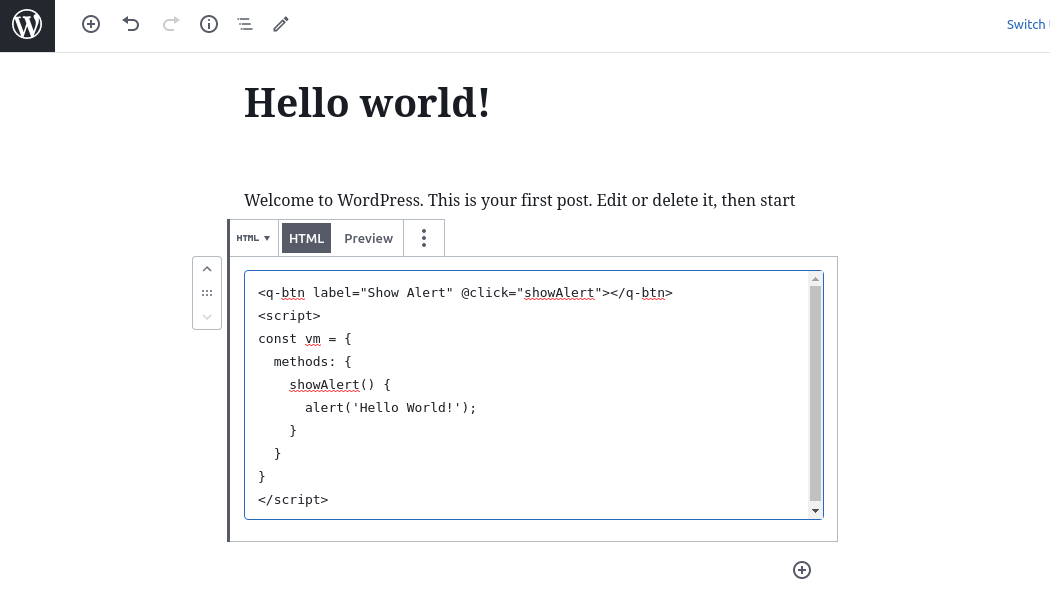 Switch
Hello world!
Welcome to WordPress. This is your first post. Edit or delete it, then start
HTML HTML Preview
<q-btn label="Show Alert" @click="showAlert"></q-btn>
<script>
const vm = {
  methods: {
    showAlert() {
      alert('Hello World!');
    }
  }
}
</script>